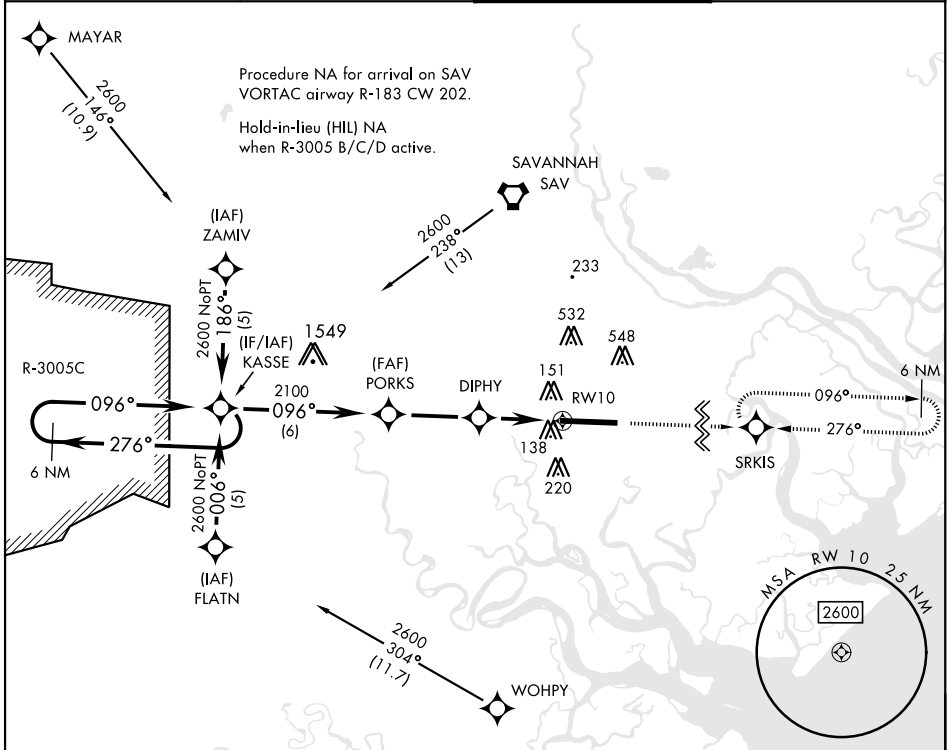 MAYAR
2600
146°
(10.9)
Procedure NA for arrival on SAV
VORTAC airway R-183 CW 202.
Hold-in-lieu (HIL) NA
when R-3005 B/C/D active.
SAVANNAH
SAV
2600
238°
(13)
(IAF)
ZAMIV
2600 NoPT
186°
(5)
233
532
548
(IF/IAF)
KASSE
1549
R-3005C
(FAF)
PORKS
DIPHY
151
RW10
6 NM
096°
2100
096°
(6)
096°
276°
276°
6 NM
138
SRKIS
220
2600 NoPT
006°
(5)
(IAF)
FLATN
MSA RW 10 25 NM
2600
2600
304°
(11.7)
WOHPY